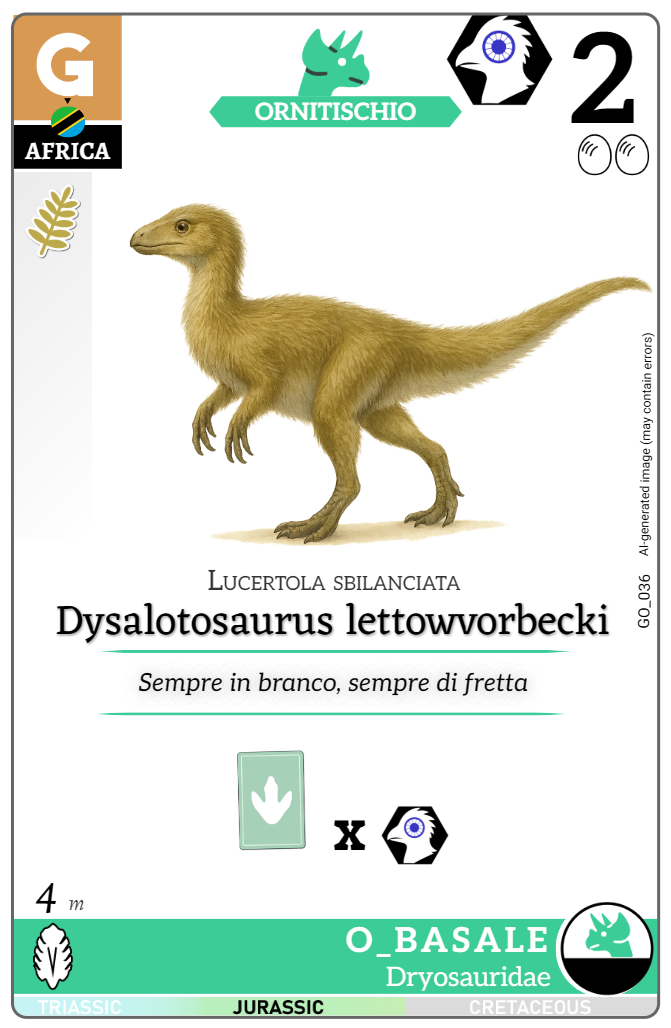 G
AFRICA
ORNITISCHIO
2
AI-generated image (may contain errors)
GO_036
Lucertola sbilanciata
Dysalotosaurus lettowvorbecki
Sempre in branco, sempre di fretta
x
4 m
V
O_BASALE
Dryosauridae
TRIASSIC
JURASSIC
CRETACEOUS